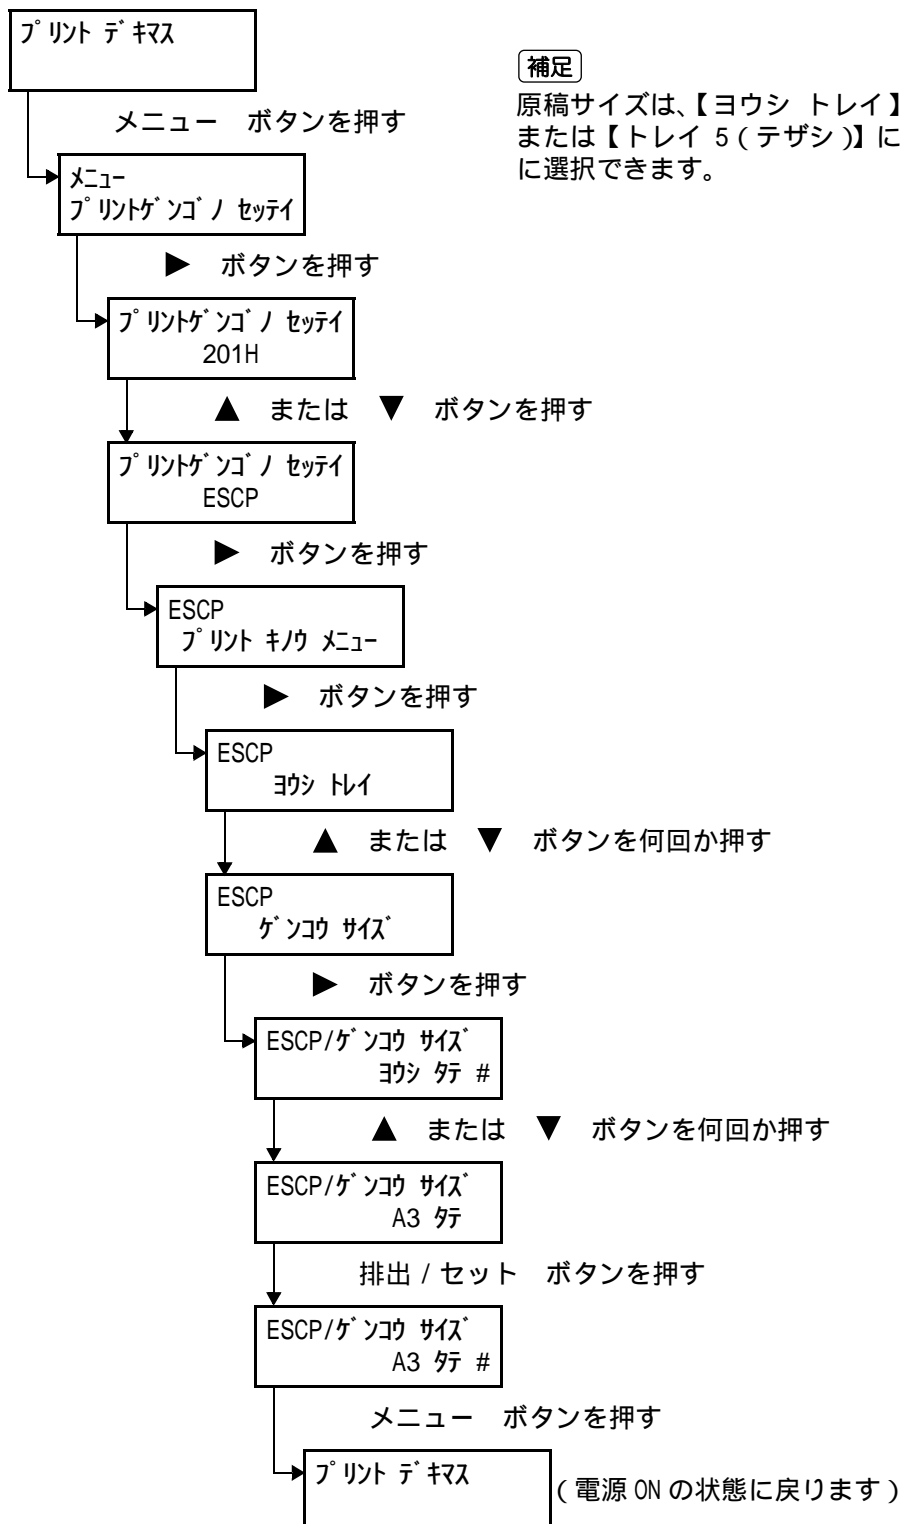 ﾌﾟﾘﾝﾄ ﾃﾞｷﾏｽ
補足
原稿サイズは、【ヨウシ トレイ】
または【トレイ 5(テザシ)】に
に選択できます。
メニュー ボタンを押す
ﾒﾆｭｰ
ﾌﾟﾘﾝﾄｹﾞﾝｺﾞﾉ ｾｯﾃｲ
▶ ボタンを押す
ﾌﾟﾘﾝﾄｹﾞﾝｺﾞﾉ ｾｯﾃｲ
201H
▲ または ▼ ボタンを押す
ﾌﾟﾘﾝﾄｹﾞﾝｺﾞﾉ ｾｯﾃｲ
ESCP
▶ ボタンを押す
ESCP
ﾌﾟﾘﾝﾄ ｷﾉｳ ﾒﾆｭｰ
▶ ボタンを押す
ESCP
ﾖｳｼ ﾄﾚｲ
▲ または ▼ ボタンを何回か押す
ESCP
ｹﾞﾝｺｳ ｻｲｽﾞ
▶ ボタンを押す
ESCP/ｹﾞﾝｺｳ ｻｲｽﾞ
ﾖｳｼ ﾀﾃ #
▲ または ▼ ボタンを何回か押す
ESCP/ｹﾞﾝｺｳ ｻｲｽﾞ
A3 ﾀﾃ
排出/セット ボタンを押す
ESCP/ｹﾞﾝｺｳ ｻｲｽﾞ
A3 ﾀﾃ #
メニュー ボタンを押す
ﾌﾟﾘﾝﾄ ﾃﾞｷﾏｽ
(電源 ON の状態に戻ります)